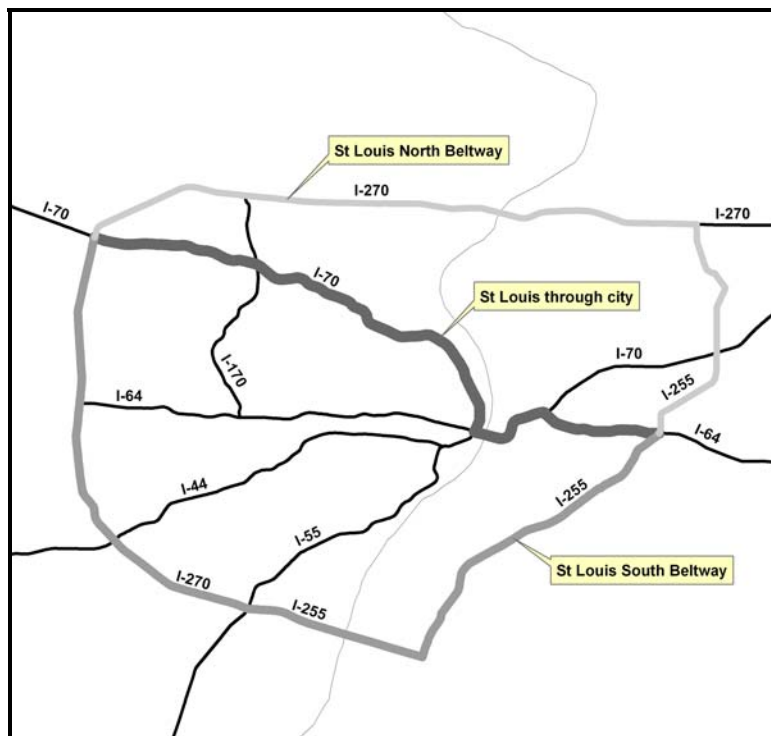 St Louis North Beltway
I-270
I-70
I-270
I-70
St Louis through city
I-70
I-170
I-255
I-64
I-64
I-44
I-255
I-55
St Louis South Beltway
I-270
I-255